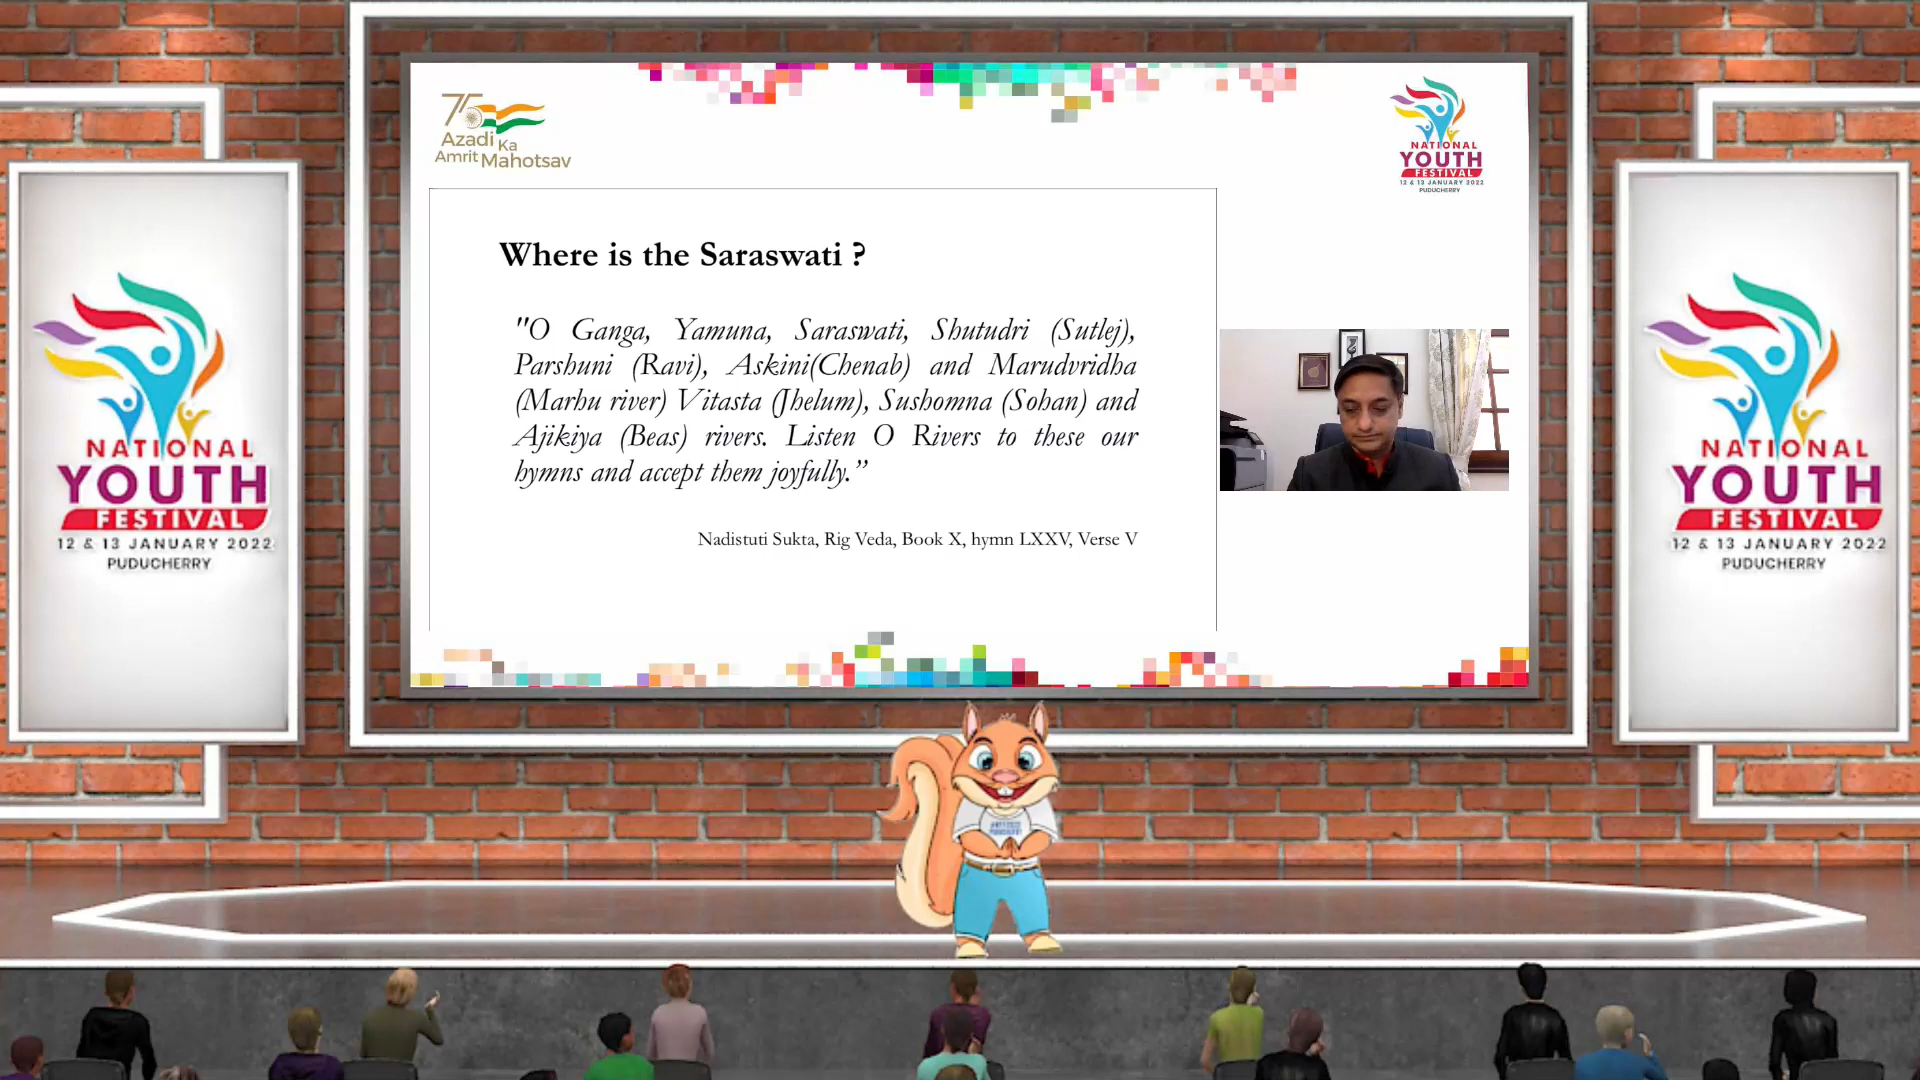 75
Azadi Ka
Amrit Mahotsav
NATIONAL
YOUTH
FESTIVAL
12 & 13 JANUARY 2022
PUDUCHERRY
Where is the Saraswati ?
"O Ganga, Yamuna, Saraswati, Shutudri (Sutlej),
Parshuni (Ravi), Askini(Chenab) and Marudvridha
(Marhu river) Vitasta (Jhelum), Sushomna (Sohan) and
Ajikiya (Beas) rivers. Listen O Rivers to these our
hymns and accept them joyfully.”
Nadistuti Sukta, Rig Veda, Book X, hymn LXXV, Verse V
NATIONAL
YOUTH
FESTIVAL
12 & 13 JANUARY 2022
PUDUCHERRY
NATIONAL
YOUTH
FESTIVAL
12 & 13 JANUARY 2022
PUDUCHERRY